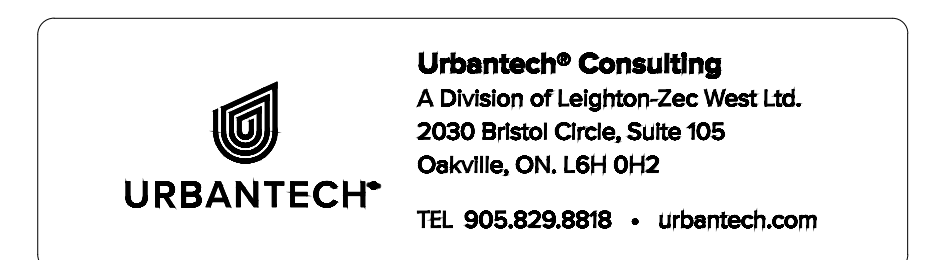 Urbantech® Consulting
A Division of Leighton-Zec West Ltd.
2030 Bristol Circle, Suite 105
Oakville, ON. L6H 0H2
URBANTECH®
TEL 905.829.8818 • urbantech.com